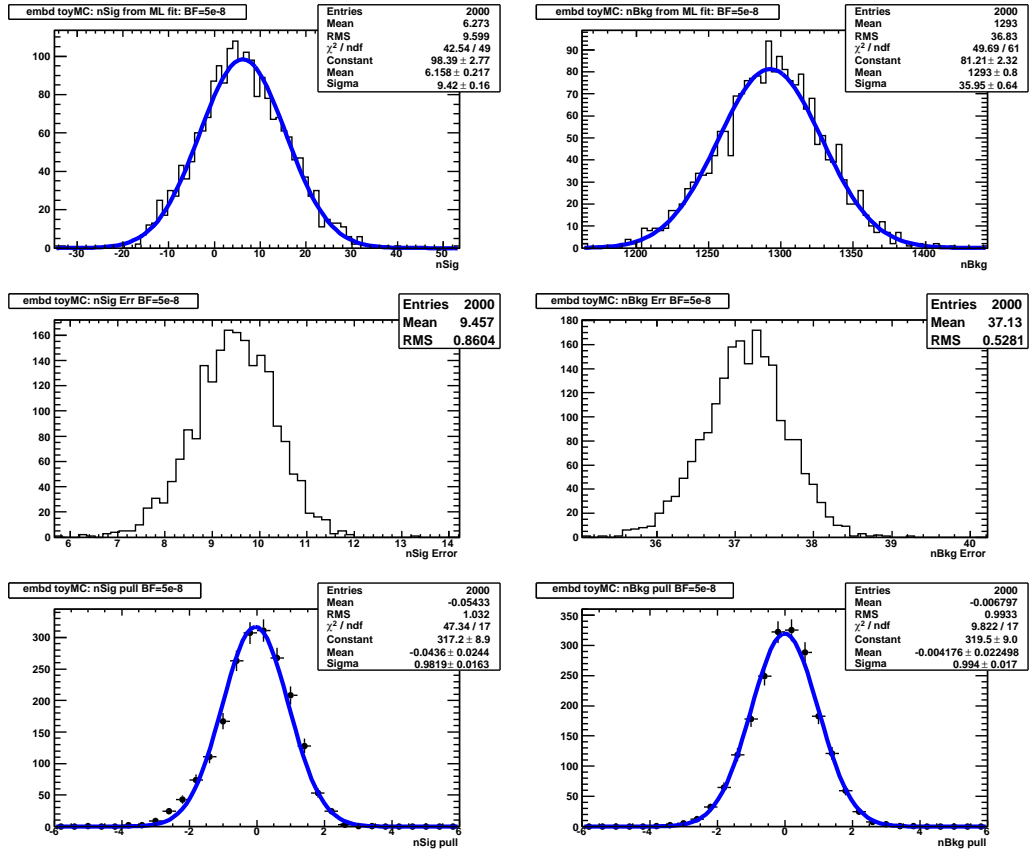 embd toyMC: nSig from ML fit: BF=5e-8
Entries 2000
Mean 6.273
RMS 9.599
χ² / ndf 42.54 / 49
Constant 98.39 ± 2.77
Mean 6.158 ± 0.217
Sigma 9.42 ± 0.16
100
80
60
40
20
0
-30 -20 -10 0 10 20 30 40 50
nSig
embd toyMC: nBkg from ML fit: BF=5e-8
Entries 2000
Mean 1293
RMS 36.83
χ² / ndf 49.69 / 61
Constant 81.21 ± 2.32
Mean 1293 ± 0.8
Sigma 35.95 ± 0.64
90
80
70
60
50
40
30
20
10
0
1200 1250 1300 1350 1400
nBkg
embd toyMC: nSig Err BF=5e-8
Entries 2000
Mean 9.457
RMS 0.8604
160
140
120
100
80
60
40
20
0
6 7 8 9 10 11 12 13 14
nSig Error
embd toyMC: nBkg Err BF=5e-8
Entries 2000
Mean 37.13
RMS 0.5281
180
160
140
120
100
80
60
40
20
0
36 37 38 39 40
nBkg Error
embd toyMC: nSig pull BF=5e-8
Entries 2000
Mean -0.05433
RMS 1.032
χ² / ndf 47.34 / 17
Constant 317.2 ± 8.9
Mean -0.0436 ± 0.0244
Sigma 0.9819 ± 0.0163
300
250
200
150
100
50
0
-6 -4 -2 0 2 4 6
nSig pull
embd toyMC: nBkg pull BF=5e-8
Entries 2000
Mean -0.006797
RMS 0.9933
χ² / ndf 9.822 / 17
Constant 319.5 ± 9.0
Mean -0.004176 ± 0.022498
Sigma 0.994 ± 0.017
350
300
250
200
150
100
50
0
-6 -4 -2 0 2 4 6
nBkg pull